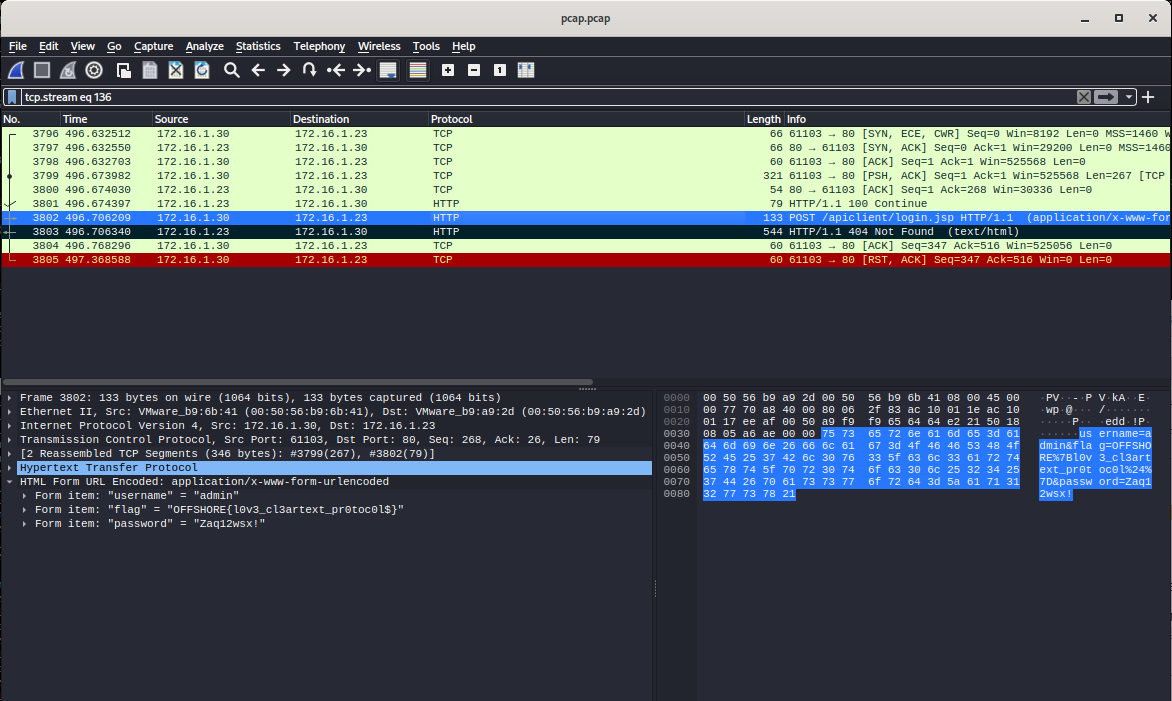 pcap.pcap
File Edit View Go Capture Analyze Statistics Telephony Wireless Tools Help
tcp.stream eq 136
No. Time Source Destination Protocol Length Info
3796 496.632512 172.16.1.30 172.16.1.23 TCP 66 61103 → 80 [SYN, ECE, CWR] Seq=0 Win=8192 Len=0 MSS=1460 W
3797 496.632550 172.16.1.23 172.16.1.30 TCP 66 80 → 61103 [SYN, ACK] Seq=0 Ack=1 Win=29200 Len=0 MSS=1460
3798 496.632703 172.16.1.30 172.16.1.23 TCP 60 61103 → 80 [ACK] Seq=1 Ack=1 Win=525568 Len=0
3799 496.673982 172.16.1.30 172.16.1.23 TCP 321 61103 → 80 [PSH, ACK] Seq=1 Ack=1 Win=525568 Len=267 [TCP
3800 496.674030 172.16.1.23 172.16.1.30 TCP 54 80 → 61103 [ACK] Seq=1 Ack=268 Win=30336 Len=0
3801 496.674397 172.16.1.23 172.16.1.30 HTTP 79 HTTP/1.1 100 Continue
3802 496.706209 172.16.1.30 172.16.1.23 HTTP 133 POST /apiclient/login.jsp HTTP/1.1 (application/x-www-for
3803 496.706340 172.16.1.23 172.16.1.30 HTTP 544 HTTP/1.1 404 Not Found (text/html)
3804 496.768296 172.16.1.30 172.16.1.23 TCP 60 61103 → 80 [ACK] Seq=347 Ack=516 Win=525056 Len=0
3805 497.368588 172.16.1.30 172.16.1.23 TCP 60 61103 → 80 [RST, ACK] Seq=347 Ack=516 Win=0 Len=0
Frame 3802: 133 bytes on wire (1064 bits), 133 bytes captured (1064 bits)
Ethernet II, Src: VMware_b9:6b:41 (00:50:56:b9:6b:41), Dst: VMware_b9:a9:2d (00:50:56:b9:a9:2d)
Internet Protocol Version 4, Src: 172.16.1.30, Dst: 172.16.1.23
Transmission Control Protocol, Src Port: 61103, Dst Port: 80, Seq: 268, Ack: 26, Len: 79
[2 Reassembled TCP Segments (346 bytes): #3799(267), #3802(79)]
Hypertext Transfer Protocol
HTML Form URL Encoded: application/x-www-form-urlencoded
Form item: "username" = "admin"
Form item: "flag" = "OFFSHORE{l0v3_cl3artext_pr0toc0l$}"
Form item: "password" = "Zaq12wsx!"
0000 00 50 56 b9 a9 2d 00 50 56 b9 6b 41 08 00 45 00 ·PV··-·P V·kA··E·
0010 00 77 70 a8 40 00 80 06 2f 83 ac 10 01 1e ac 10 ·wp·@··· /·······
0020 01 17 ee af 00 50 a9 f9 f9 65 64 64 e2 21 50 18 ·····P·· ·edd·!P·
0030 08 05 a6 ae 00 00 75 73 65 72 6e 61 6d 65 3d 61 ······us ername=a
0040 64 6d 69 6e 26 66 6c 61 67 3d 4f 46 46 53 48 4f dmin&fla g=OFFSHO
0050 52 45 25 37 42 6c 30 76 33 5f 63 6c 33 61 72 74 RE%7Bl0v 3_cl3art
0060 65 78 74 5f 70 72 30 74 6f 63 30 6c 25 32 34 25 ext_pr0t oc0l%24%
0070 37 44 26 70 61 73 73 77 6f 72 64 3d 5a 61 71 31 7D&passw ord=Zaq1
0080 32 77 73 78 21 2wsx!